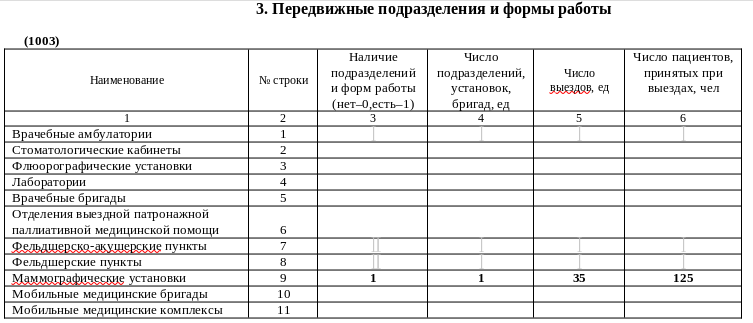 3. Передвижные подразделения и формы работы
(1003)
Наименование
№ строки
Наличие
подразделений
и форм работы
(нет–0,есть–1)
Число
подразделений,
установок,
бригад, ед
Число
выездов, ед
Число пациентов,
принятых при
выездах, чел
1 2 3 4 5 6
Врачебные амбулатории 1
Стоматологические кабинеты 2
Флюорографические установки 3
Лаборатории 4
Врачебные бригады 5
Отделения выездной патронажной
паллиативной медицинской помощи 6
Фельдшерско-акушерские пункты 7
Фельдшерские пункты 8
Маммографические установки 9 1 1 35 125
Мобильные медицинские бригады 10
Мобильные медицинские комплексы 11